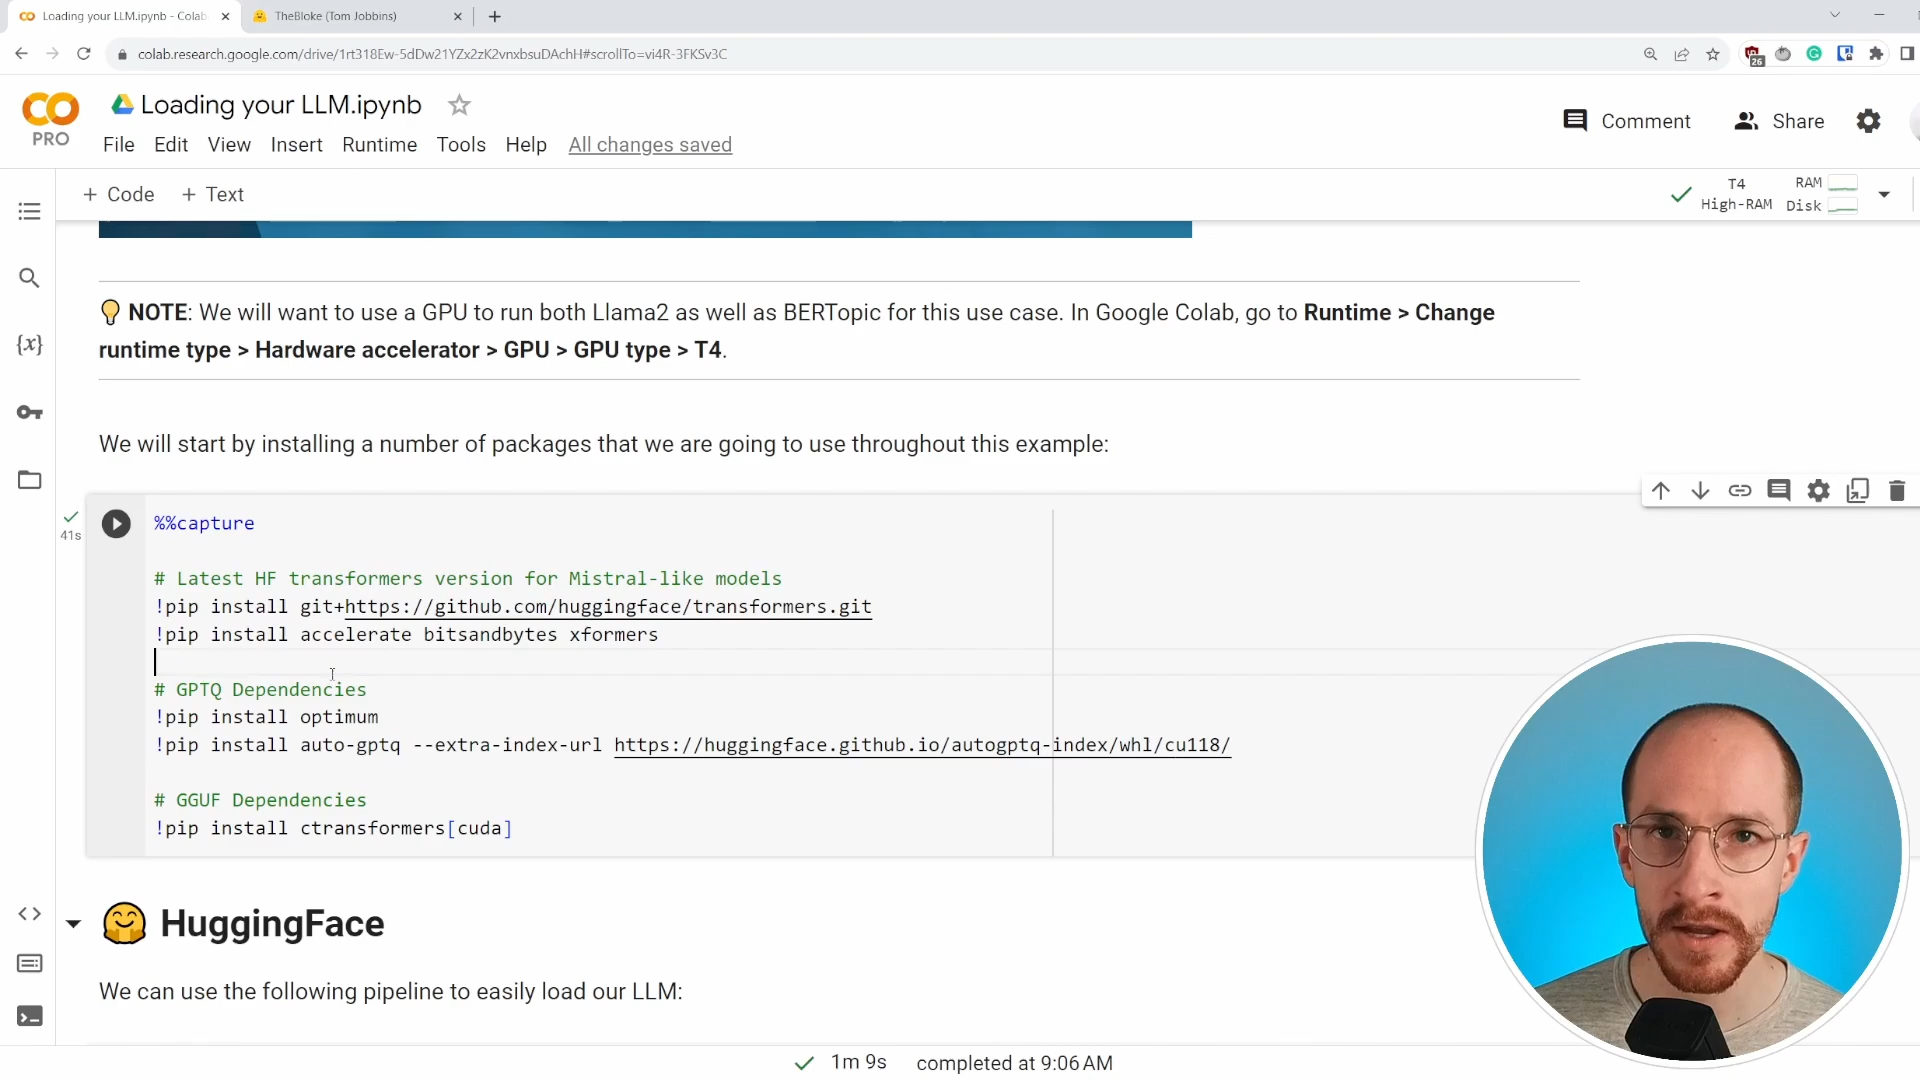 Loading your LLM.ipynb - Colab
TheBloke (Tom Jobbins)
colab.research.google.com/drive/1rt318Ew-5dDw21YZx2zK2vnxbsuDAchH#scrollTo=vi4R-3FKSv3C
26
PRO
Loading your LLM.ipynb
File Edit View Insert Runtime Tools Help All changes saved
Comment
Share
+ Code + Text
T4
High-RAM
RAM
Disk
NOTE: We will want to use a GPU to run both Llama2 as well as BERTopic for this use case. In Google Colab, go to Runtime > Change
runtime type > Hardware accelerator > GPU > GPU type > T4.
We will start by installing a number of packages that we are going to use throughout this example:
41s
%%capture
# Latest HF transformers version for Mistral-like models
!pip install git+https://github.com/huggingface/transformers.git
!pip install accelerate bitsandbytes xformers
# GPTQ Dependencies
!pip install optimum
!pip install auto-gptq --extra-index-url https://huggingface.github.io/autogptq-index/whl/cu118/
# GGUF Dependencies
!pip install ctransformers[cuda]
HuggingFace
We can use the following pipeline to easily load our LLM:
1m 9s completed at 9:06 AM